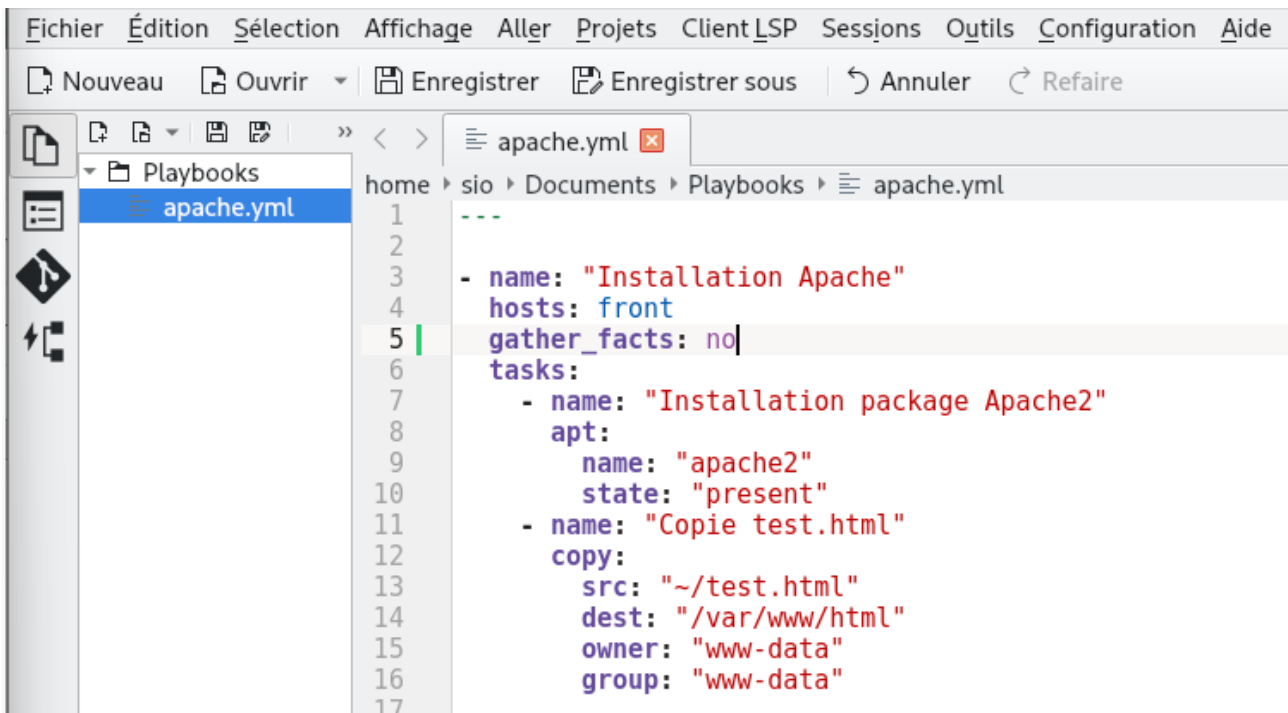 Fichier Édition Sélection Affichage Aller Projets Client LSP Sessions Outils Configuration Aide
Nouveau Ouvrir Enregistrer Enregistrer sous Annuler Refaire
apache.yml
Playbooks
apache.yml
home sio Documents Playbooks apache.yml
1 ---
2
3 - name: "Installation Apache"
4   hosts: front
5   gather_facts: no
6   tasks:
7     - name: "Installation package Apache2"
8       apt:
9         name: "apache2"
10         state: "present"
11     - name: "Copie test.html"
12       copy:
13         src: "~/test.html"
14         dest: "/var/www/html"
15         owner: "www-data"
16         group: "www-data"
17